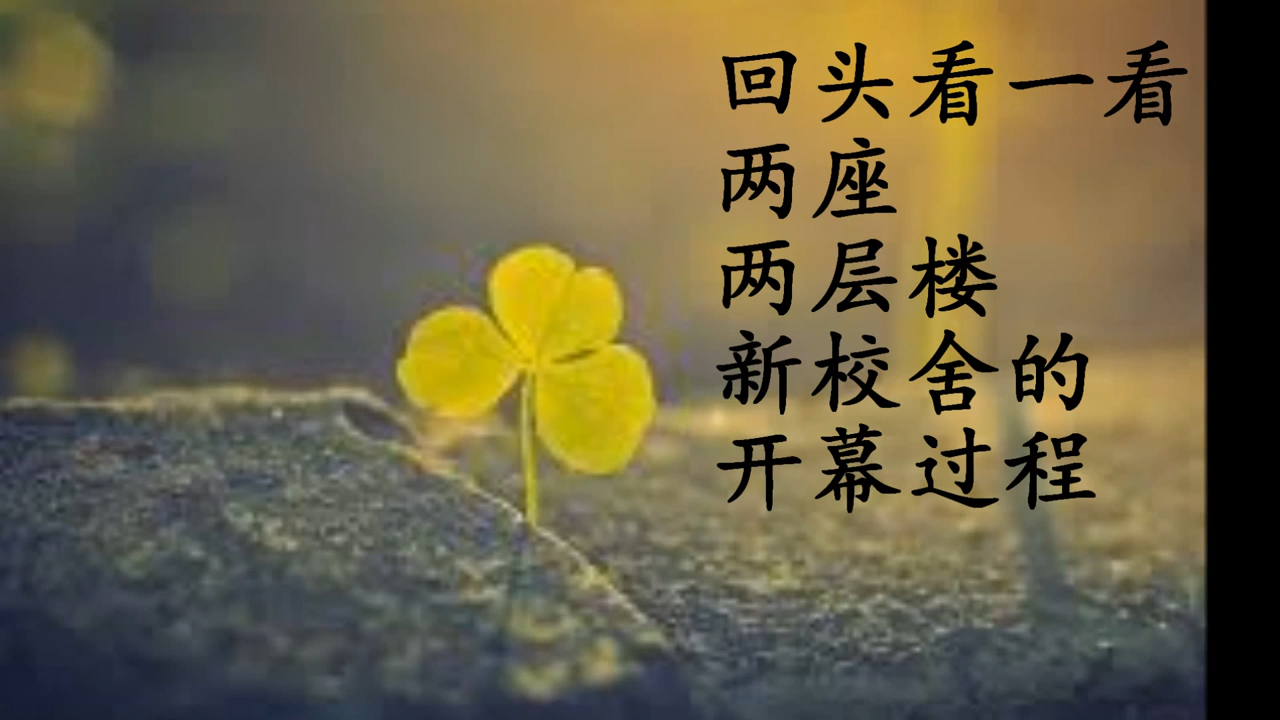 回头看一看
两座
两层楼
新校舍的
开幕过程